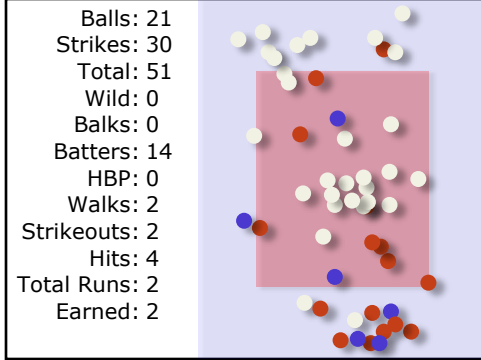 Balls: 21
Strikes: 30
Total: 51
Wild: 0
Balks: 0
Batters: 14
HBP: 0
Walks: 2
Strikeouts: 2
Hits: 4
Total Runs: 2
Earned: 2